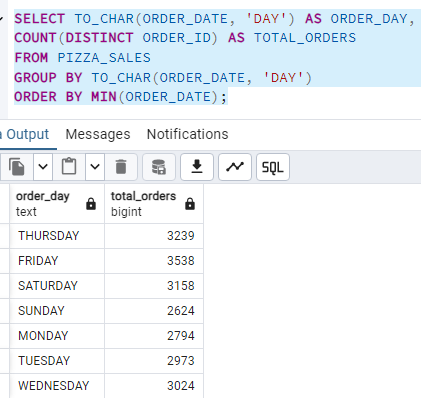 SELECT TO_CHAR(ORDER_DATE, 'DAY') AS ORDER_DAY,
COUNT(DISTINCT ORDER_ID) AS TOTAL_ORDERS
FROM PIZZA_SALES
GROUP BY TO_CHAR(ORDER_DATE, 'DAY')
ORDER BY MIN(ORDER_DATE);
Output Messages Notifications
SQL
order_day total_orders
text bigint
THURSDAY 3239
FRIDAY 3538
SATURDAY 3158
SUNDAY 2624
MONDAY 2794
TUESDAY 2973
WEDNESDAY 3024